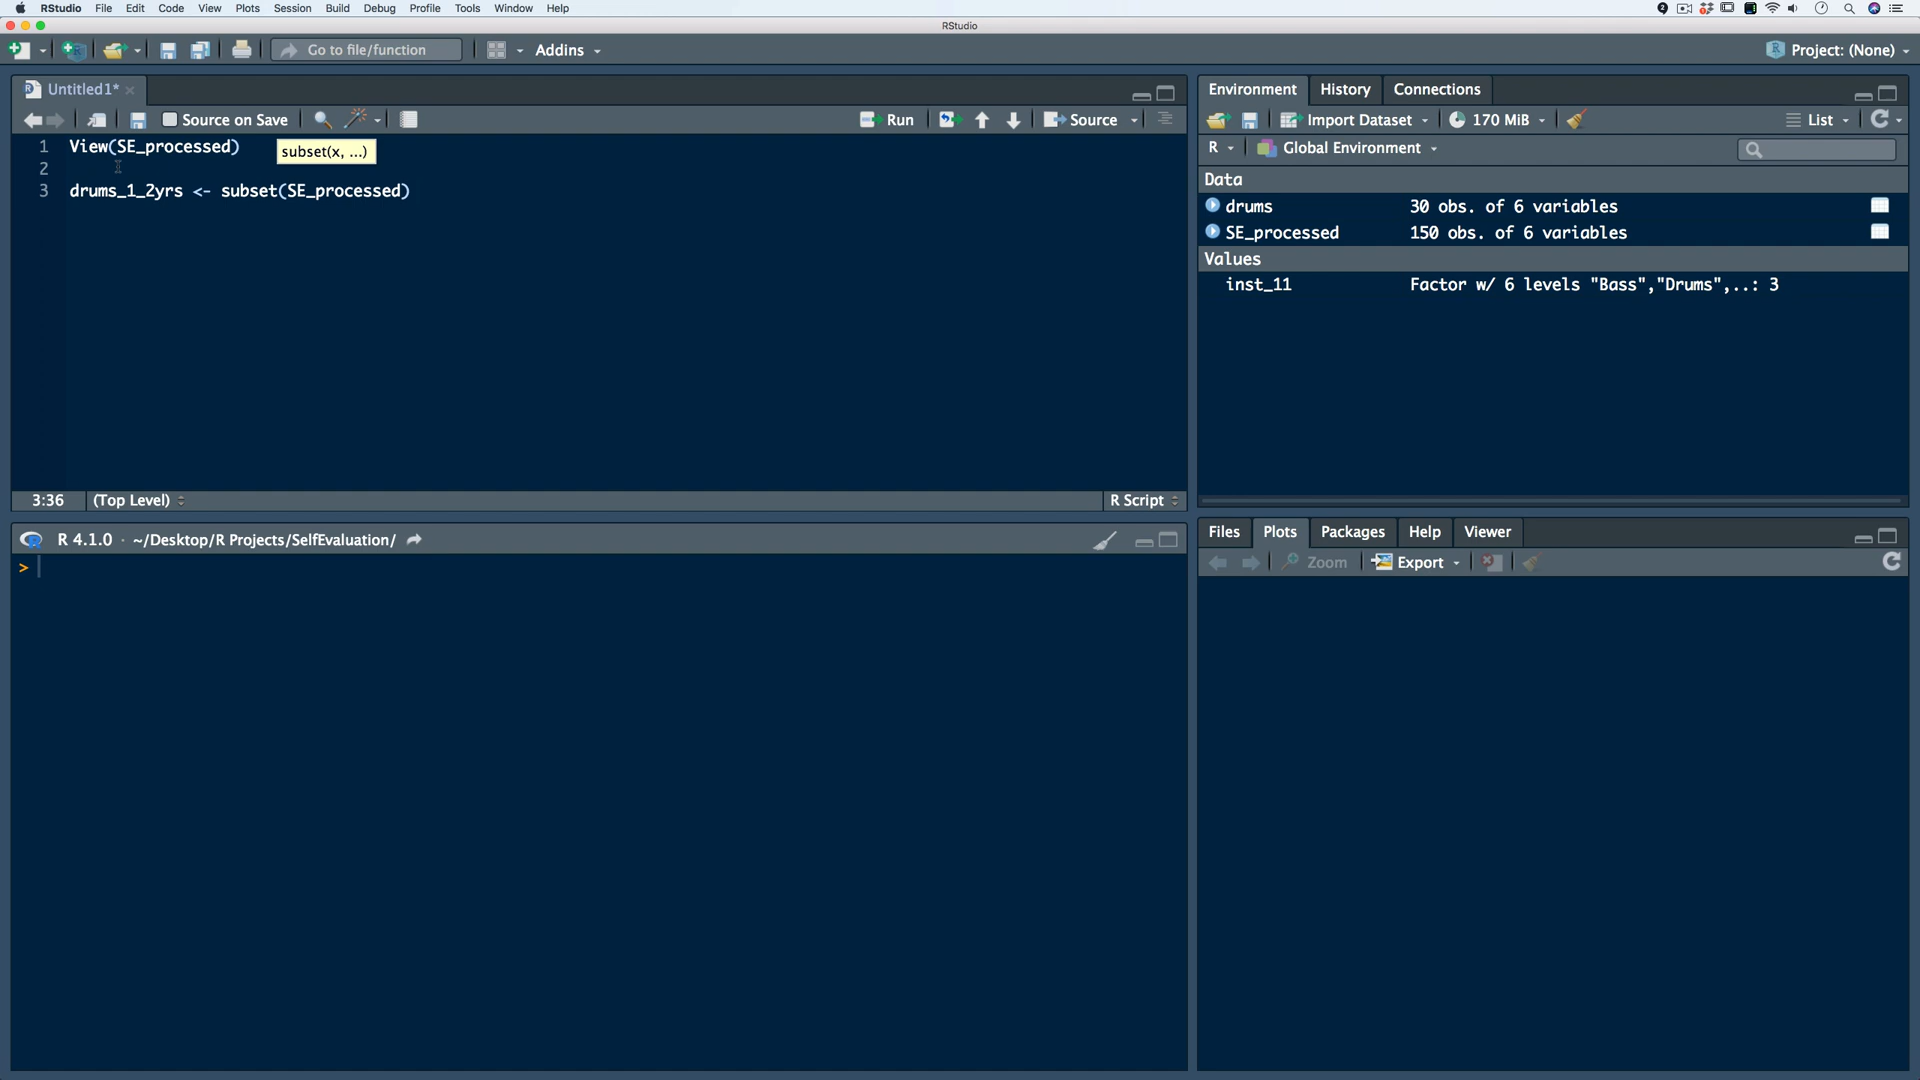 RStudio File Edit Code View Plots Session Build Debug Profile Tools Window Help
RStudio
Go to file/function Addins Project: (None)
Untitled1*
Source on Save Run Source
1 View(SE_processed)
subset(x, ...)
2
3 drums_1_2yrs <- subset(SE_processed)
3:36 (Top Level) R Script
R 4.1.0 · ~/Desktop/R Projects/SelfEvaluation/
>
Environment History Connections
Import Dataset 170 MiB List
R Global Environment
Data
drums 30 obs. of 6 variables
SE_processed 150 obs. of 6 variables
Values
inst_11 Factor w/ 6 levels "Bass","Drums",..: 3
Files Plots Packages Help Viewer
Zoom Export